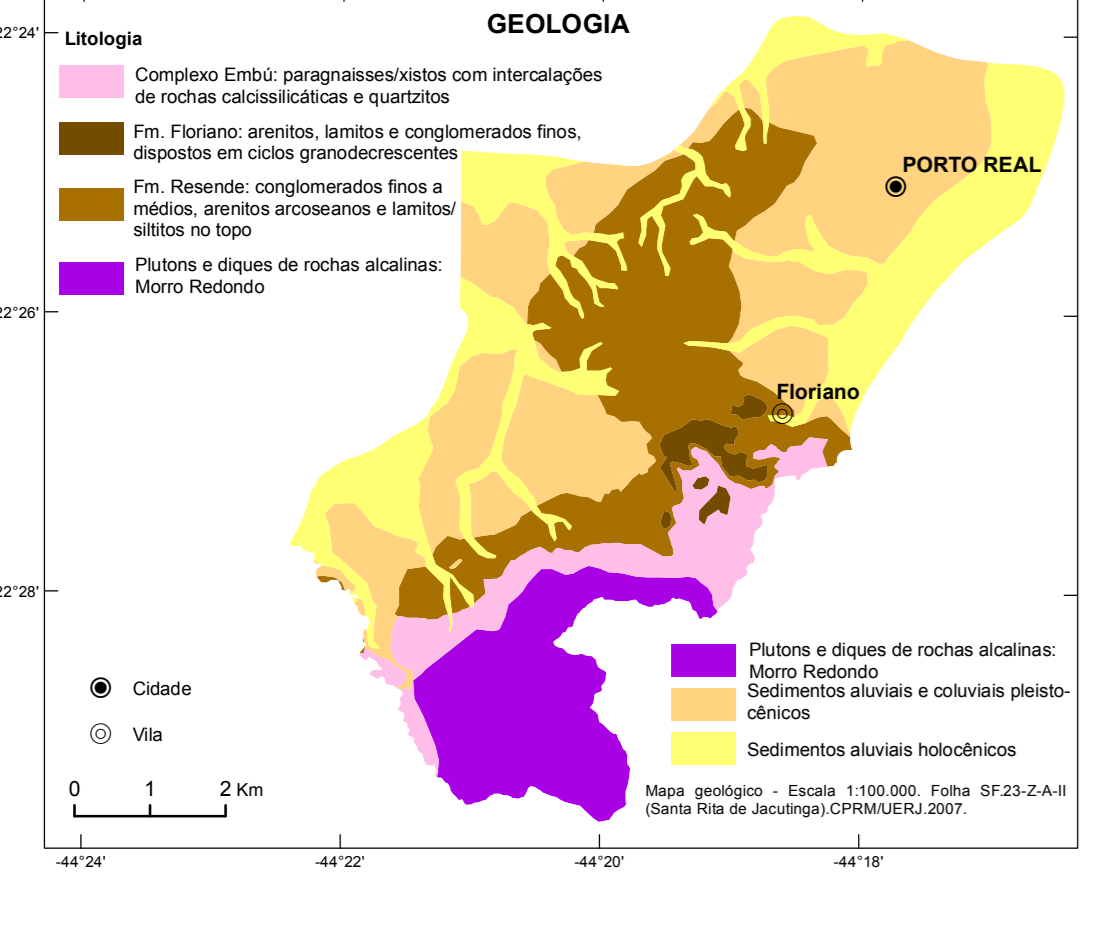 GEOLOGIA
22°24'
Litologia
Complexo Embú: paragnaisses/xistos com intercalações
de rochas calcissilicáticas e quartzitos
Fm. Floriano: arenitos, lamitos e conglomerados finos,
dispostos em ciclos granodecrescentes
Fm. Resende: conglomerados finos a
médios, arenitos arcoseanos e lamitos/
siltitos no topo
Plutons e diques de rochas alcalinas:
Morro Redondo
PORTO REAL
22°26'
Floriano
22°28'
Plutons e diques de rochas alcalinas:
Morro Redondo
Sedimentos aluviais e coluviais pleisto-
cênicos
Sedimentos aluviais holocênicos
Cidade
Vila
0 1 2 Km
Mapa geológico - Escala 1:100.000. Folha SF.23-Z-A-II
(Santa Rita de Jacutinga).CPRM/UERJ.2007.
-44°24' -44°22' -44°20' -44°18'